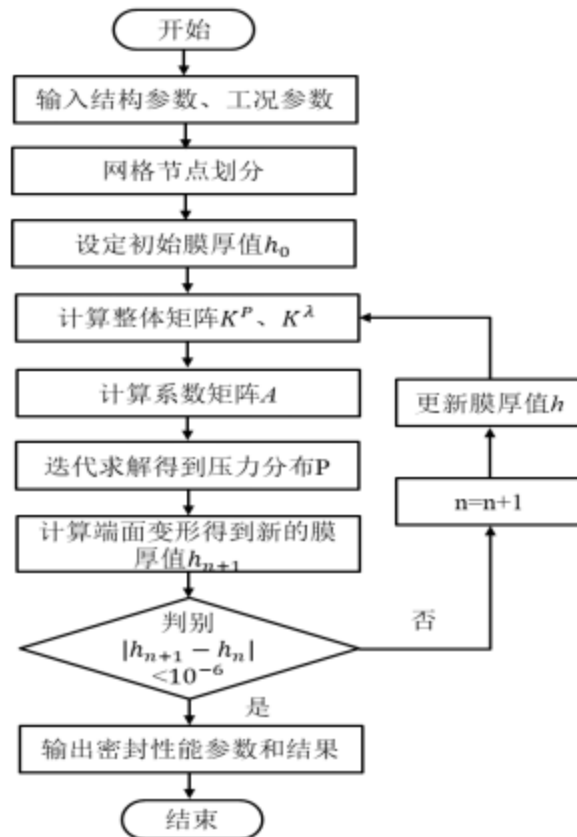 开始
输入结构参数、工况参数
网格节点划分
设定初始膜厚值h₀
计算整体矩阵Kᴾ、K^λ
计算系数矩阵A
迭代求解得到压力分布P
计算端面变形得到新的膜
厚值hₙ₊₁
判别
|hₙ₊₁ − hₙ|
<10⁻⁶
否
n=n+1
更新膜厚值h
是
输出密封性能参数和结果
结束